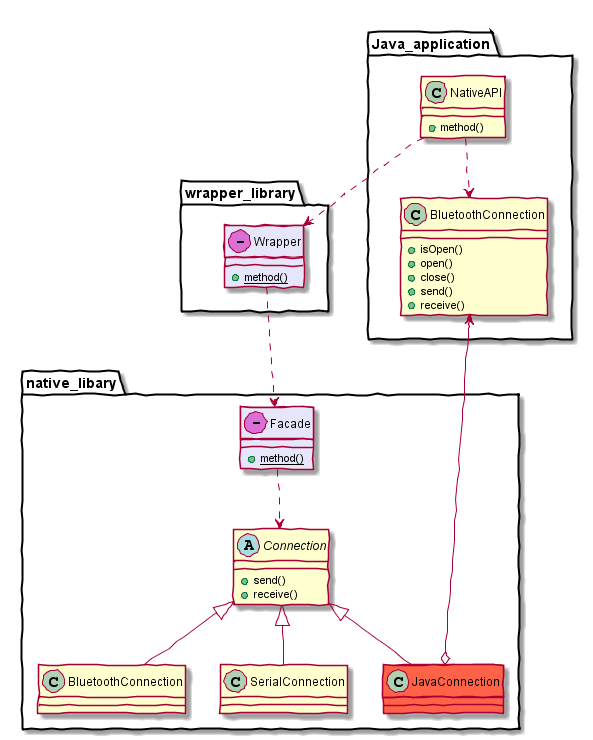 Java_application
C NativeAPI
method()
wrapper_library
- Wrapper
method()
C BluetoothConnection
isOpen()
open()
close()
send()
receive()
native_libary
- Facade
method()
A Connection
send()
receive()
C BluetoothConnection
C SerialConnection
C JavaConnection